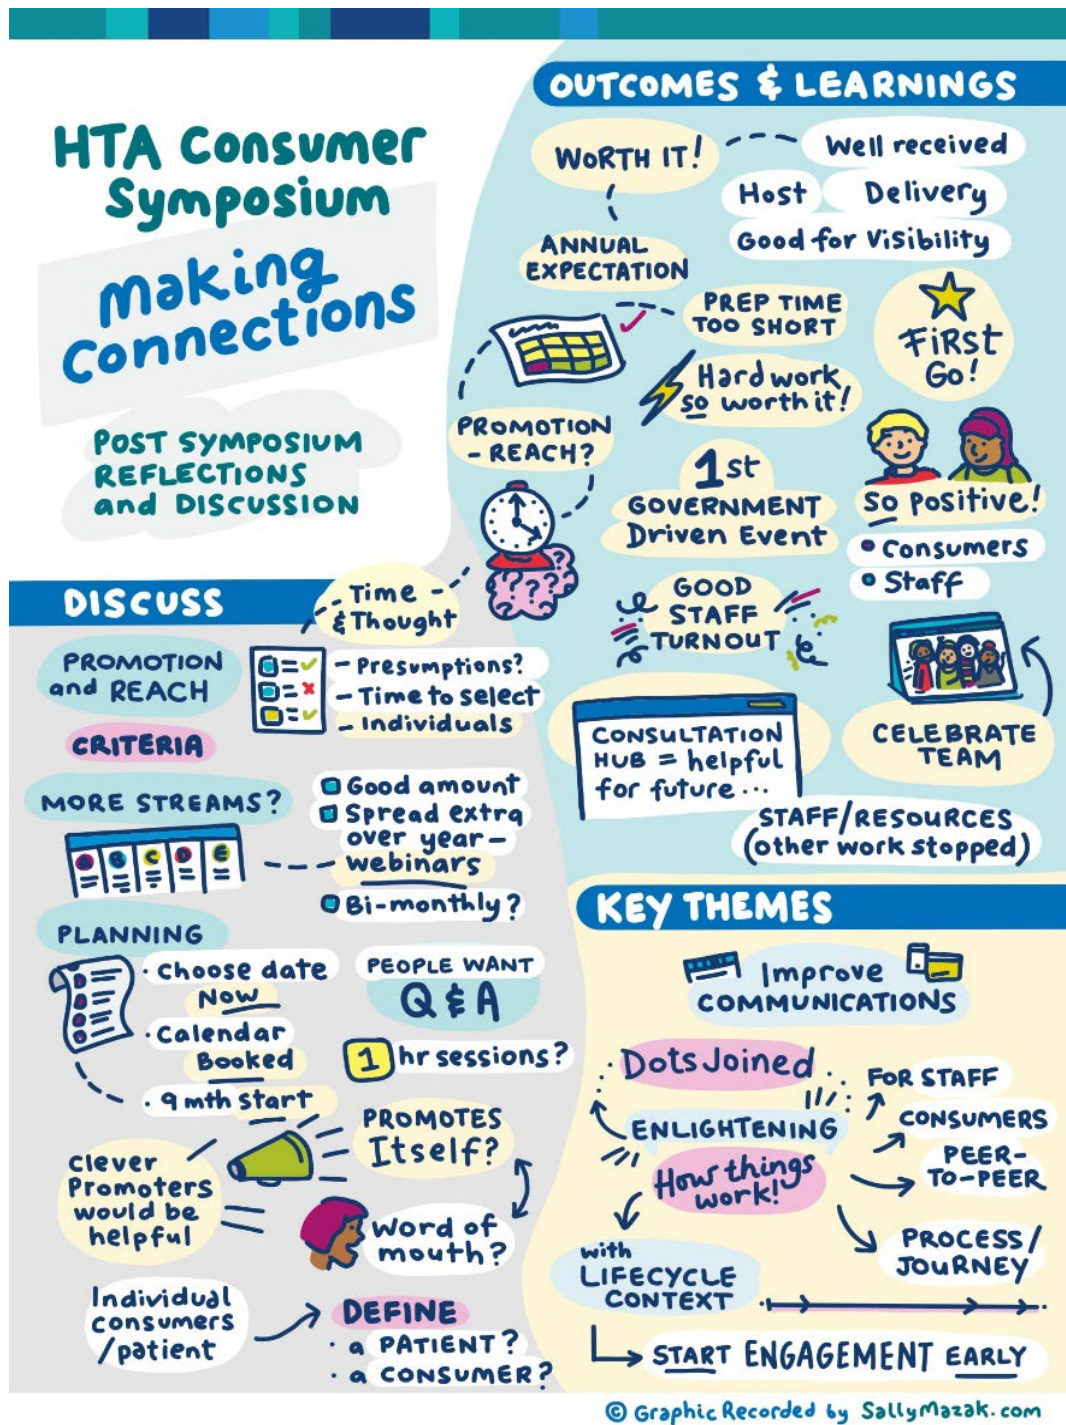 HTA Consumer
Symposium
making
connections
POST SYMPOSIUM
REFLECTIONS
and DISCUSSION
OUTCOMES & LEARNINGS
WORTH IT!
Well received
Host
Delivery
Good for Visibility
ANNUAL
EXPECTATION
PREP TIME
TOO SHORT
FiRST
Go!
Hard work
so worth it!
PROMOTION
- REACH?
1st
GOVERNMENT
Driven Event
So Positive!
Consumers
Staff
GOOD
STAFF
TURNOUT
CELEBRATE
TEAM
CONSULTATION
HUB = helpful
for future...
STAFF/RESOURCES
(other work stopped)
DISCUSS
Time -
& Thought
PROMOTION
and REACH
- Presumptions?
- Time to select
- Individuals
CRITERIA
MORE STREAMS?
A B C D E
Good amount
Spread extra
over year -
webinars
Bi-monthly?
PLANNING
· Choose date
Now
· Calendar
Booked
· 9 mth start
PEOPLE WANT
Q & A
1 hr sessions?
PROMOTES
Itself?
Clever
Promoters
would be
helpful
Word of
mouth?
Individual
consumers
/patient
DEFINE
· a PATIENT?
· a CONSUMER?
KEY THEMES
Improve
COMMUNICATIONS
Dots Joined
ENLIGHTENING
How things
work!
FOR STAFF
CONSUMERS
PEER-
TO-PEER
PROCESS/
JOURNEY
with
LIFECYCLE
CONTEXT
START ENGAGEMENT EARLY
© Graphic Recorded by SallyMazak.com